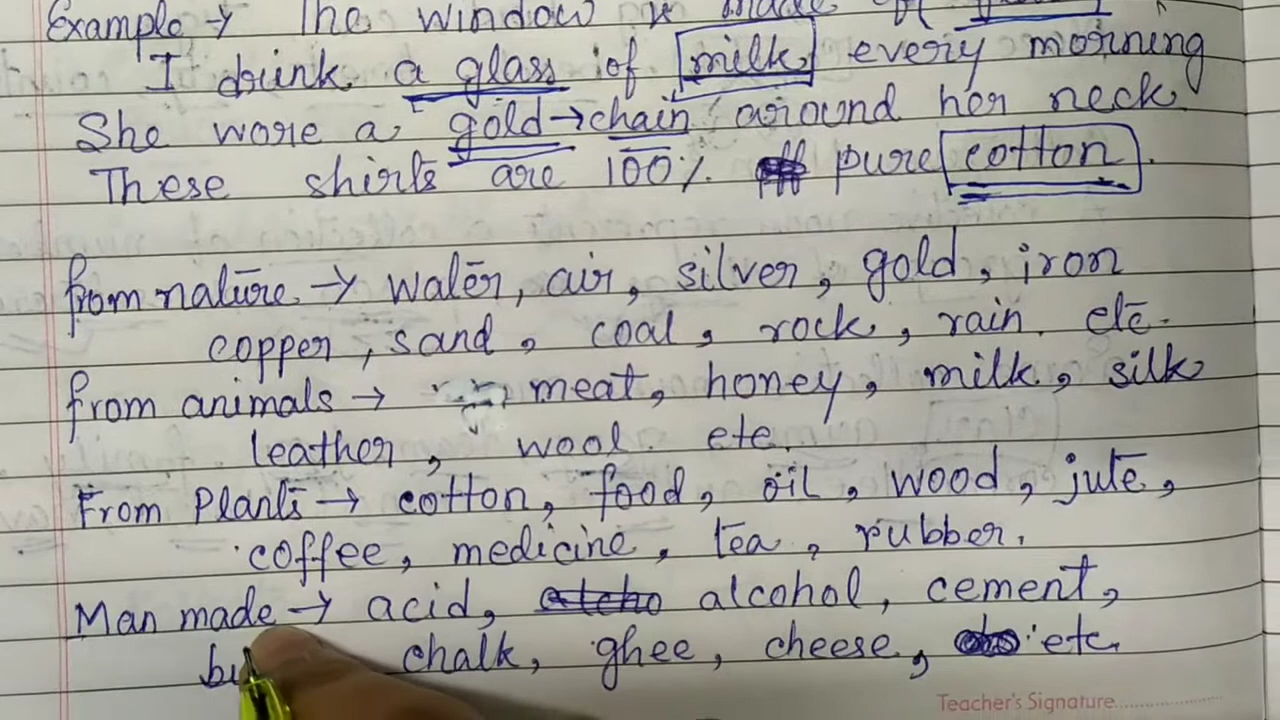 Example → The window is made of
I drink a glass of milk every morning
She wore a gold → chain around her neck
These shirts are 100% pure cotton.
from nature → water, air, silver, gold, iron
copper, sand, coal, rock, rain. etc.
from animals → meat, honey, milk, silk
leather, wool. etc.
From Plants → cotton, food, oil, wood, jute,
coffee, medicine, tea, rubber.
Man made → acid, alcohol, cement,
chalk, ghee, cheese, etc.
Teacher's Signature